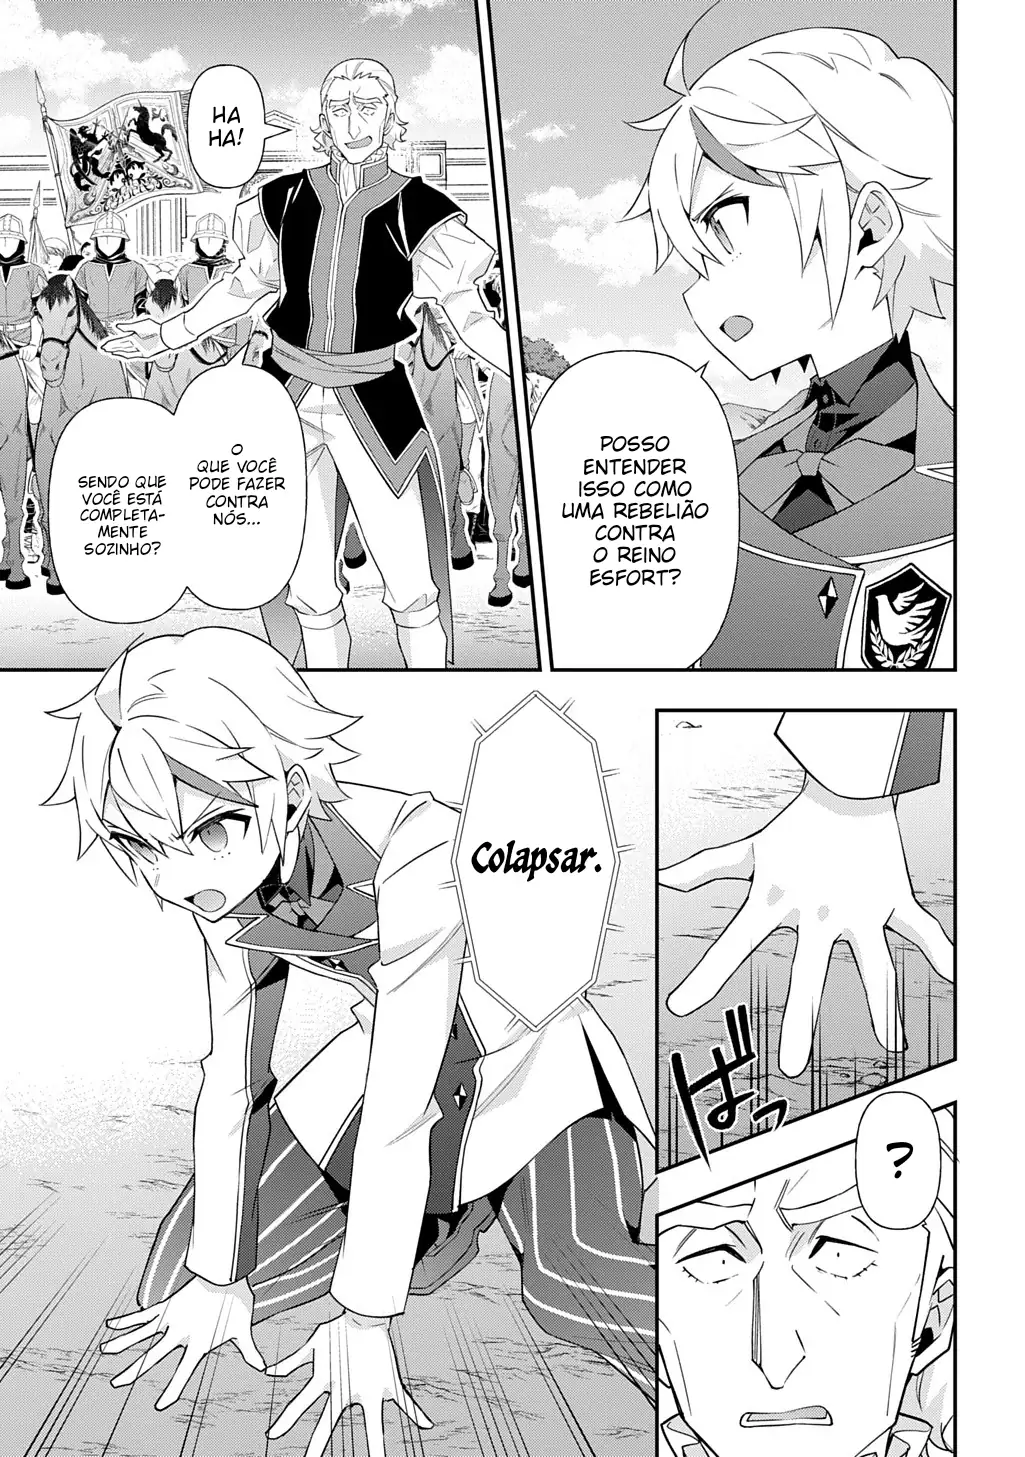 POSSO
ENTENDER
ISSO COMO
UMA REBELIÃO
CONTRA
O REINO
ESFORT?
HA
HA!
O
QUE VOCÊ
PODE FAZER
CONTRA
NÓS...
SENDO QUE
VOCÊ ESTÁ
COMPLETA-
MENTE
SOZINHO?
ばっ
Colapsar.
?